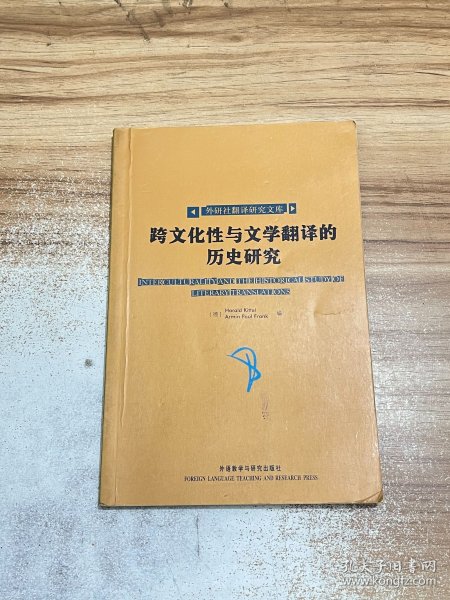 外研社翻译研究文库
跨文化性与文学翻译的
历史研究
INTERCULTURALITY AND THE HISTORICAL STUDY OF
LITERARY TRANSLATIONS
[德] Harald Kittel
Armin Paul Frank 编
外语教学与研究出版社
FOREIGN LANGUAGE TEACHING AND RESEARCH PRESS
孔夫子旧书网
www.kongfz.com